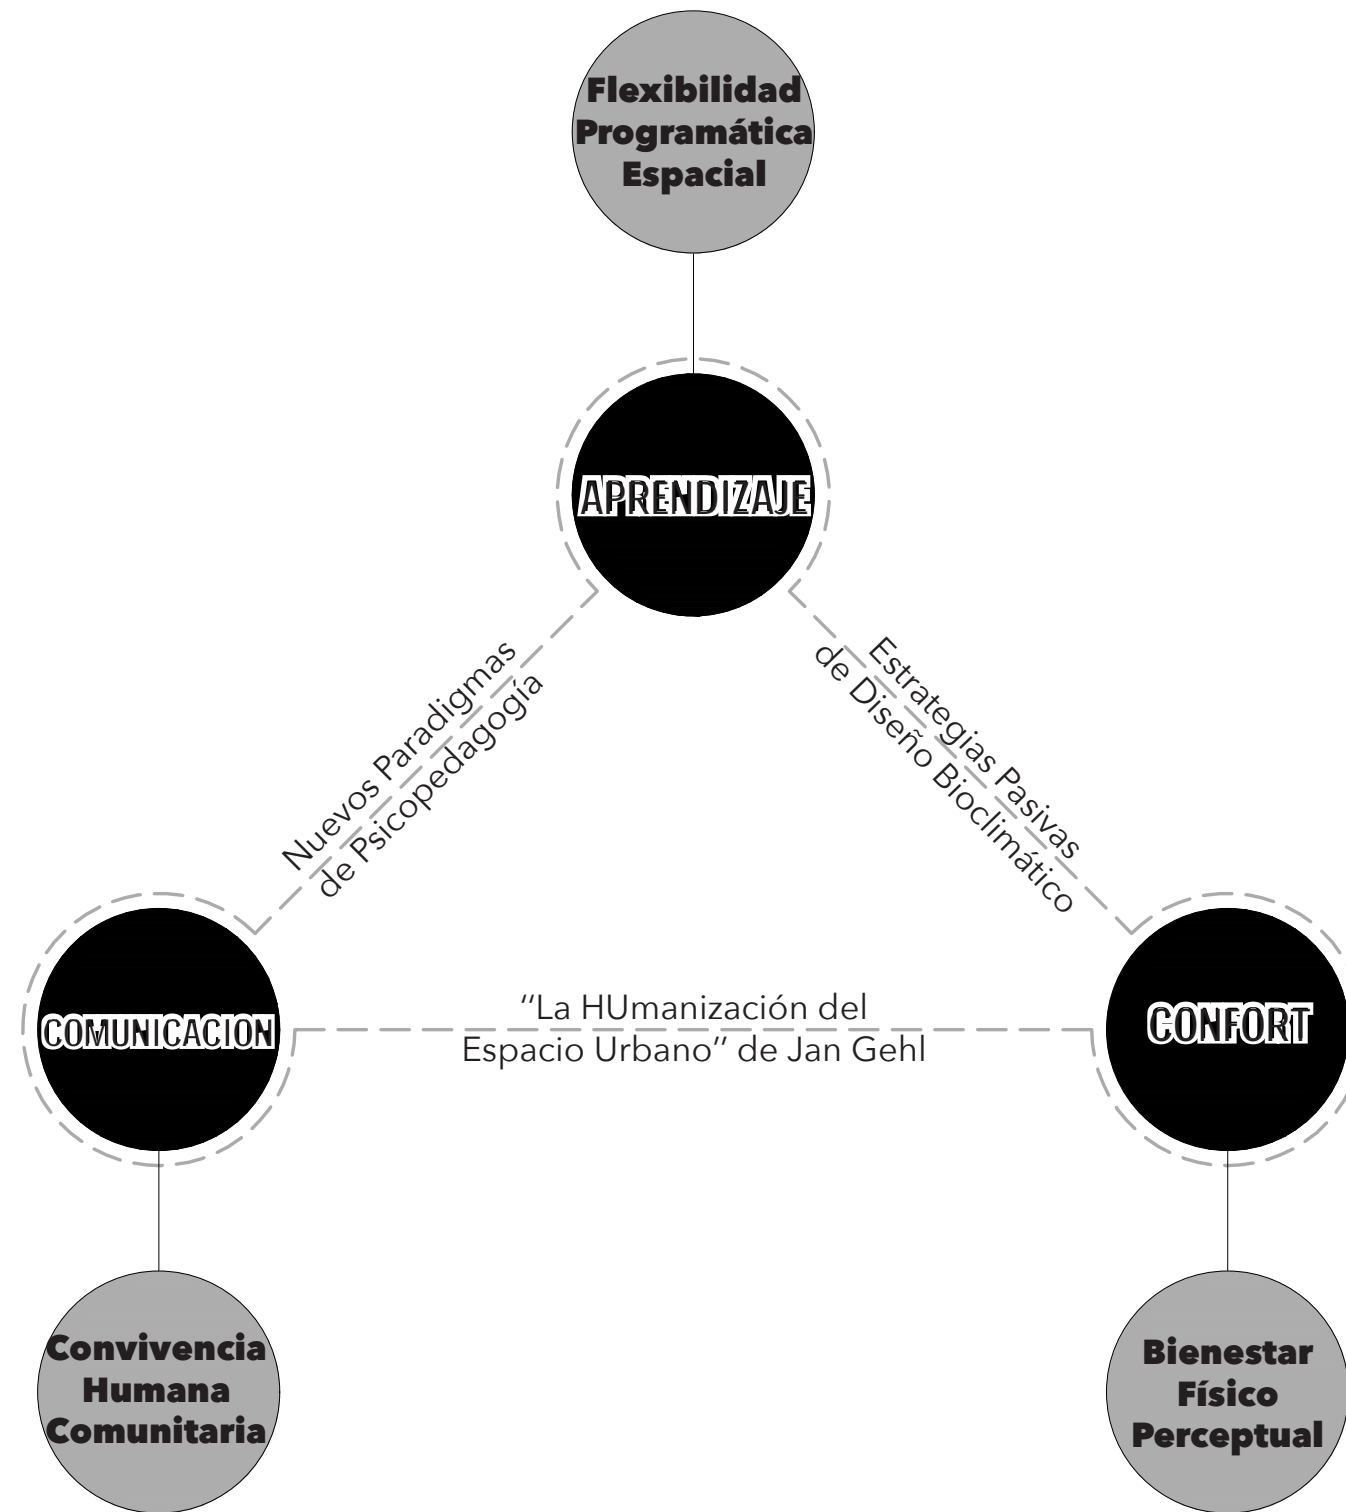 Flexibilidad
Programática
Espacial
APRENDIZAJE
Nuevos Paradigmas
de Psicopedagogía
Estrategias Pasivas
de Diseño Bioclimático
COMUNICACION
"La HUmanización del
Espacio Urbano" de Jan Gehl
CONFORT
Convivencia
Humana
Comunitaria
Bienestar
Físico
Perceptual